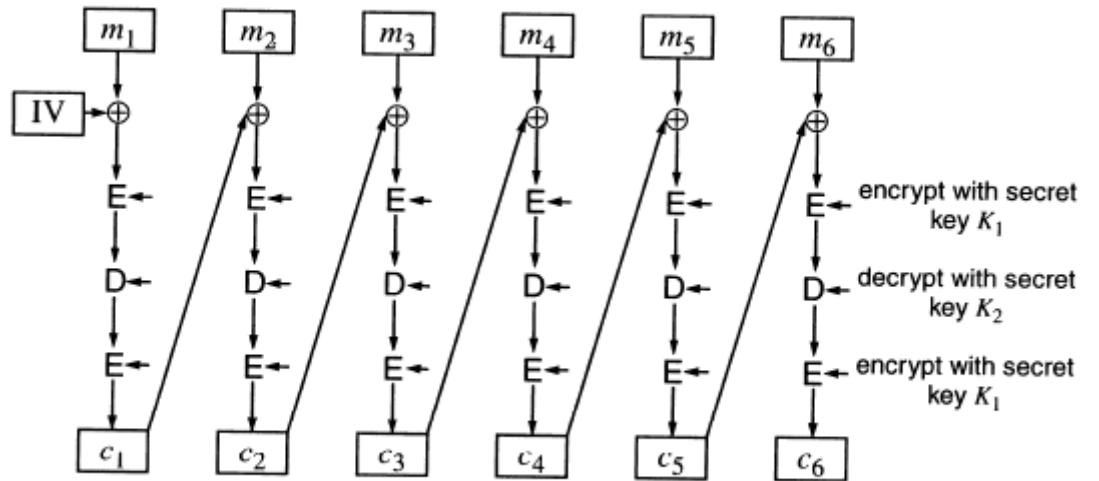 m₁ m₂ m₃ m₄ m₅ m₆
IV ⊕ ⊕ ⊕ ⊕ ⊕ ⊕
E E E E E E encrypt with secret
key K₁
D D D D D D decrypt with secret
key K₂
E E E E E E encrypt with secret
key K₁
c₁ c₂ c₃ c₄ c₅ c₆